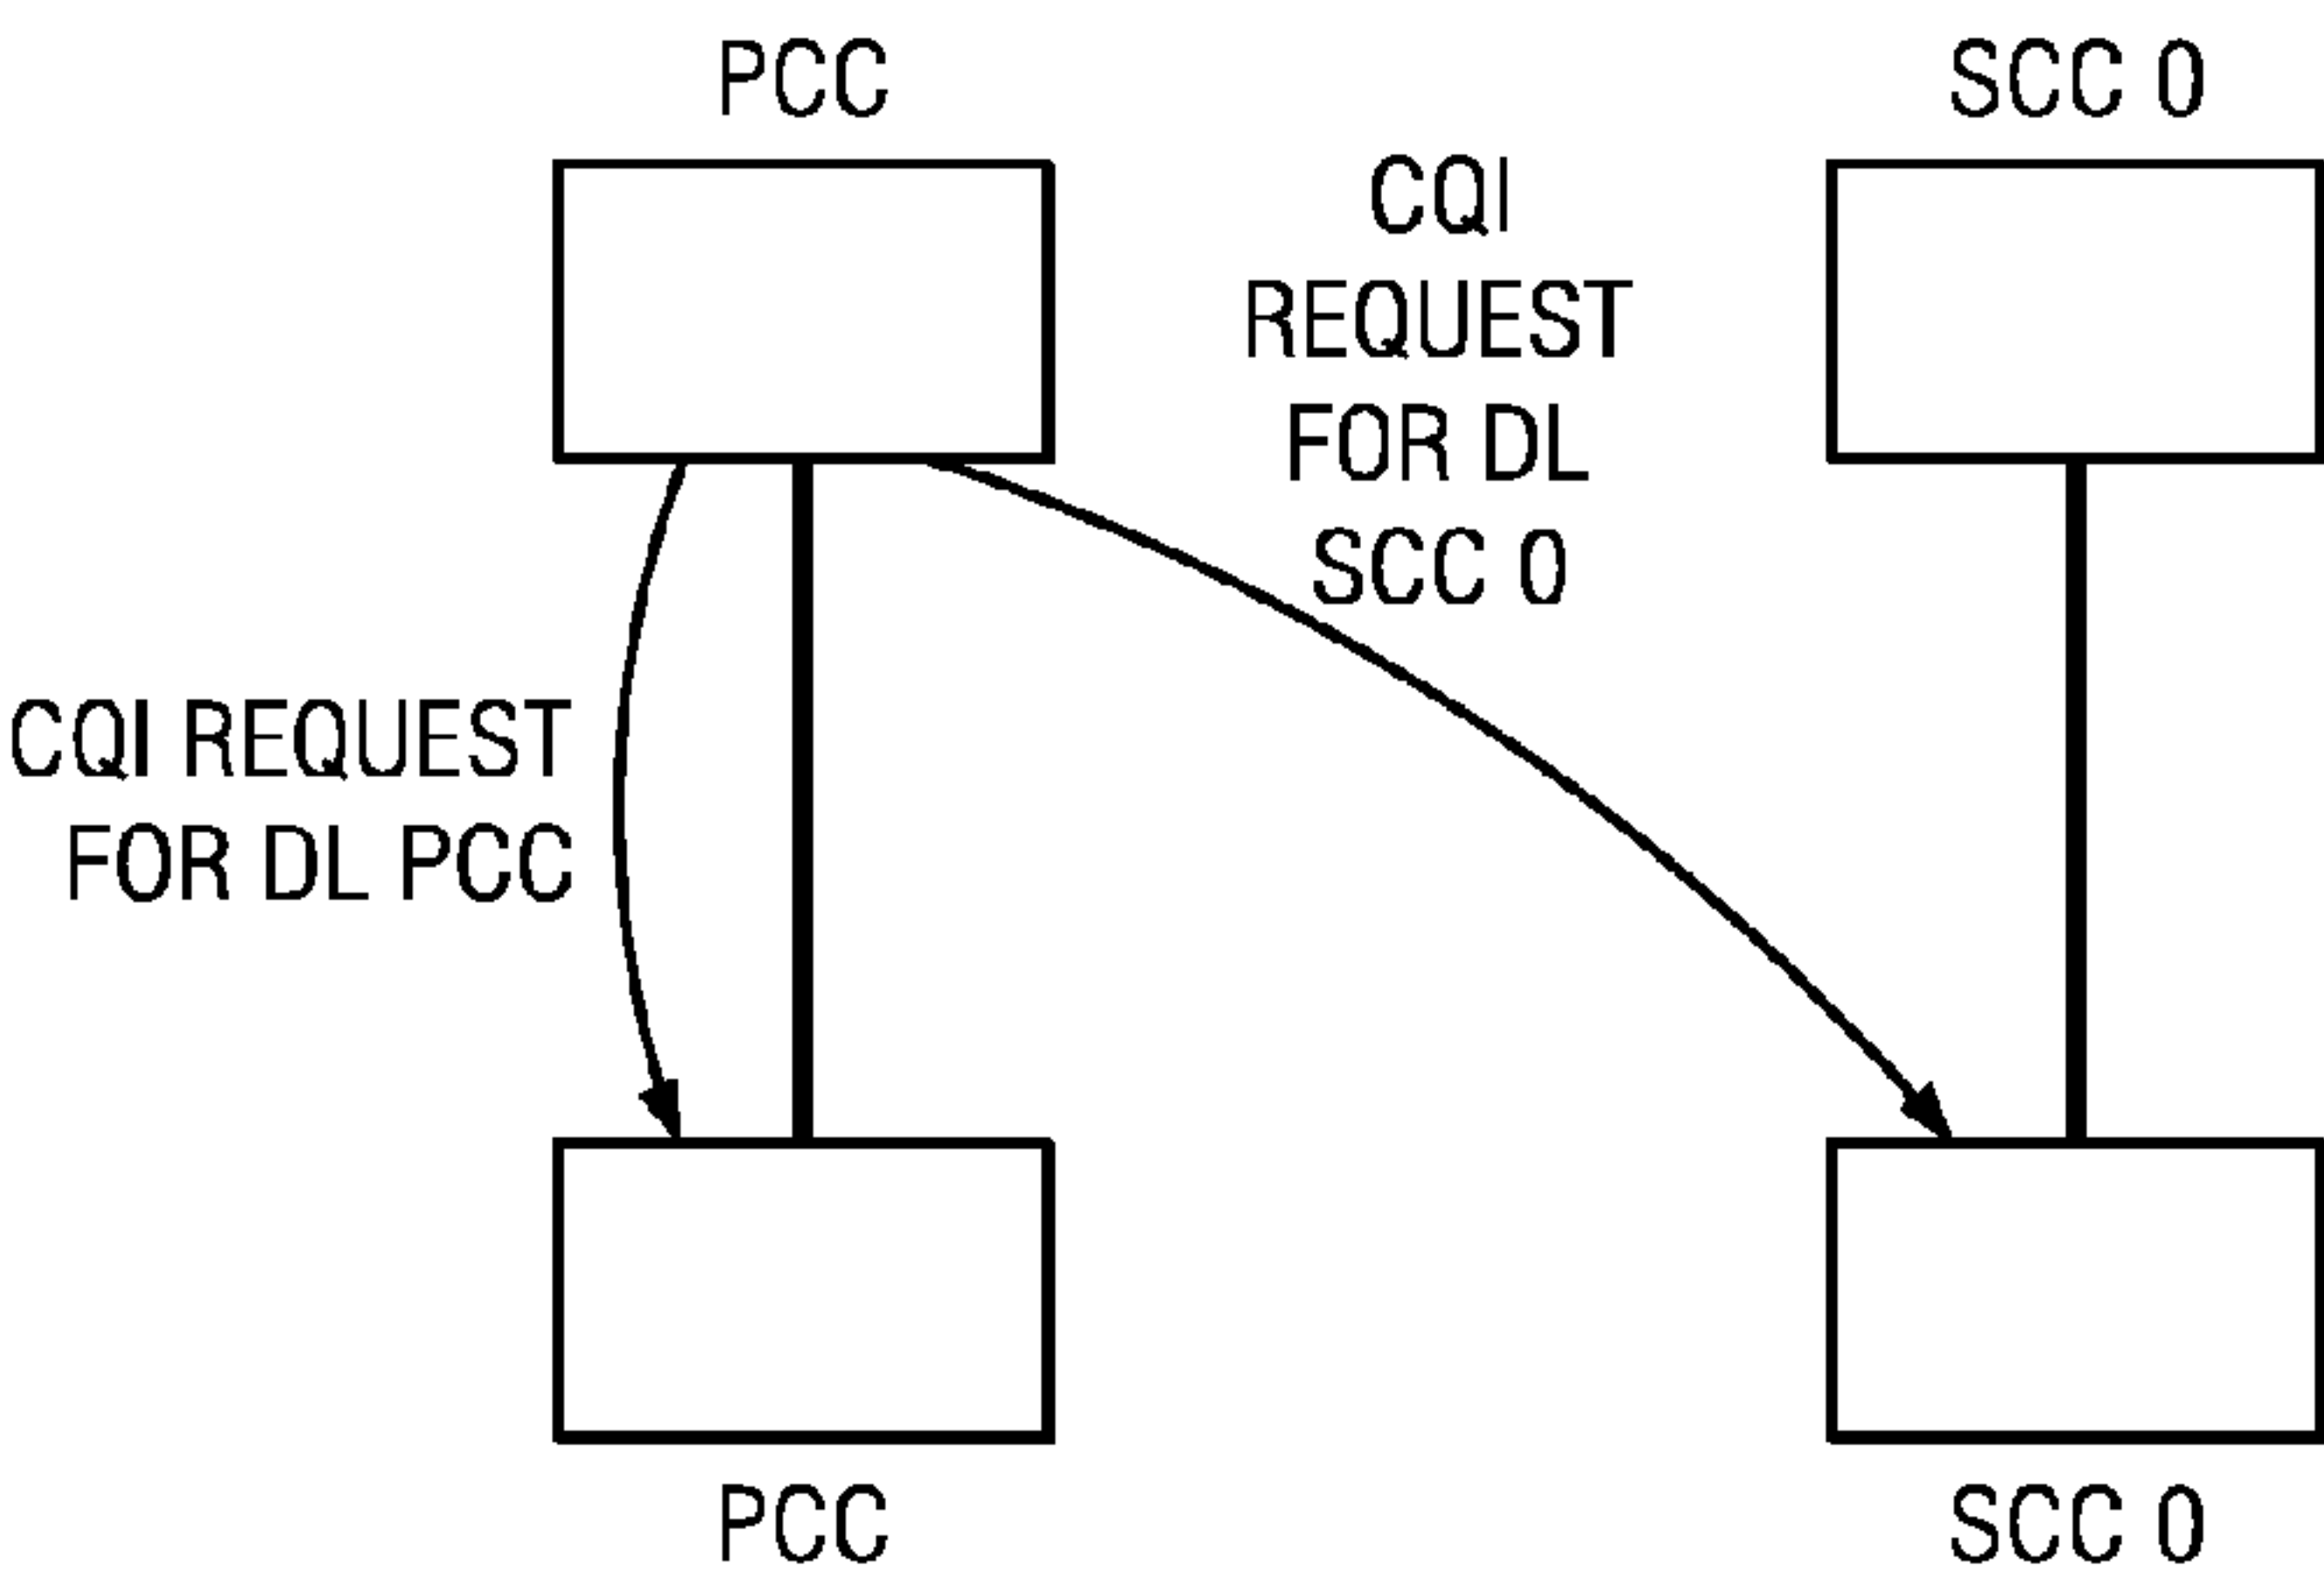 PCC
SCC 0
CQI
REQUEST
FOR DL
SCC 0
CQI REQUEST
FOR DL PCC
PCC
SCC 0